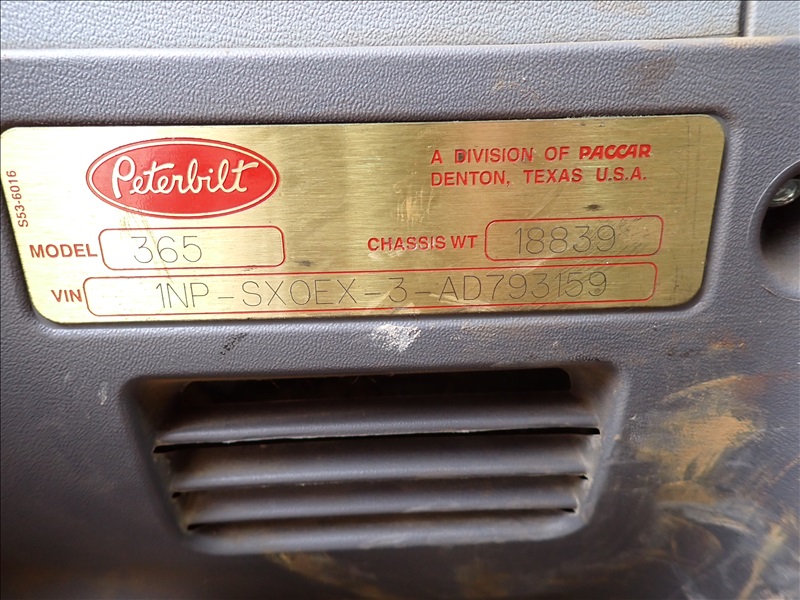 S53-6016
Peterbilt
A DIVISION OF PACCAR
DENTON, TEXAS U.S.A.
MODEL 365
CHASSIS WT 18839
VIN 1NP-SX0EX-3-AD793159